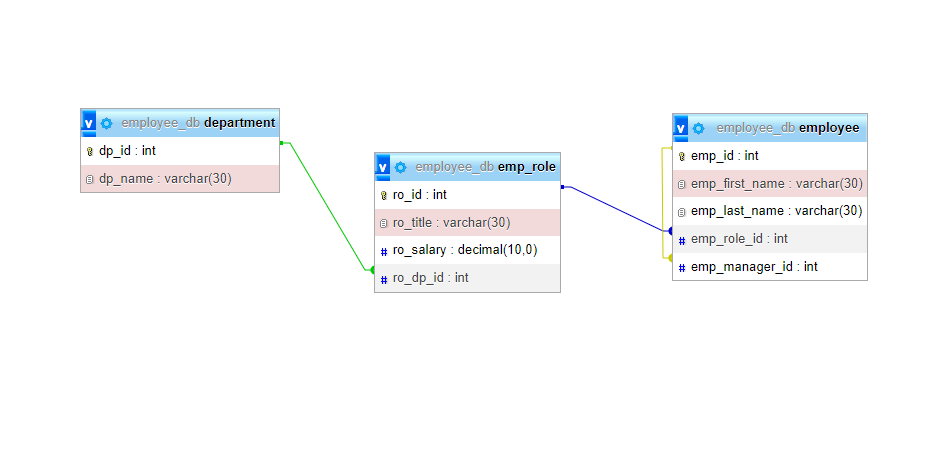 v employee_db department
dp_id : int
dp_name : varchar(30)
v employee_db emp_role
ro_id : int
ro_title : varchar(30)
# ro_salary : decimal(10,0)
# ro_dp_id : int
v employee_db employee
emp_id : int
emp_first_name : varchar(30)
emp_last_name : varchar(30)
# emp_role_id : int
# emp_manager_id : int